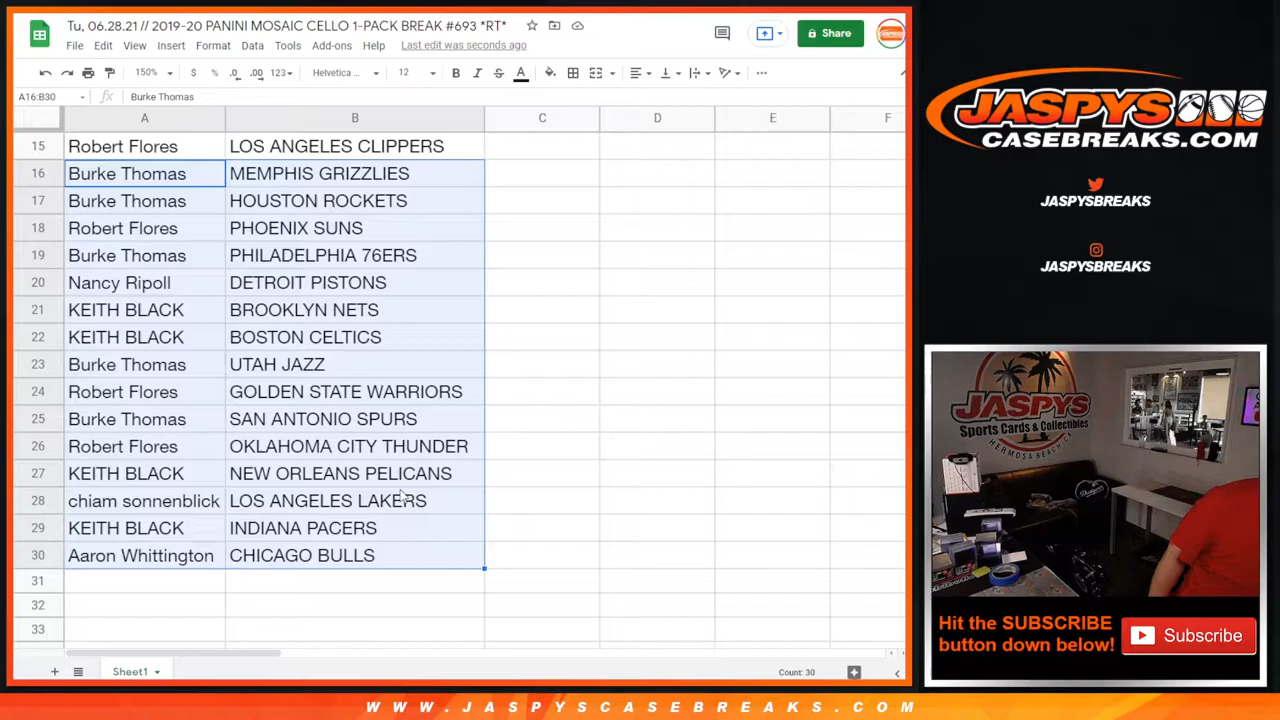 Tu, 06.28.21 // 2019-20 PANINI MOSAIC CELLO 1-PACK BREAK #693 *RT*
File Edit View Insert Format Data Tools Add-ons Help Last edit was seconds ago
Share
150% $ % .0 .00 123 Helvetica ... 12 B I S A
A16:B30 fx Burke Thomas
A B C D E F
15 Robert Flores LOS ANGELES CLIPPERS
16 Burke Thomas MEMPHIS GRIZZLIES
17 Burke Thomas HOUSTON ROCKETS
18 Robert Flores PHOENIX SUNS
19 Burke Thomas PHILADELPHIA 76ERS
20 Nancy Ripoll DETROIT PISTONS
21 KEITH BLACK BROOKLYN NETS
22 KEITH BLACK BOSTON CELTICS
23 Burke Thomas UTAH JAZZ
24 Robert Flores GOLDEN STATE WARRIORS
25 Burke Thomas SAN ANTONIO SPURS
26 Robert Flores OKLAHOMA CITY THUNDER
27 KEITH BLACK NEW ORLEANS PELICANS
28 chiam sonnenblick LOS ANGELES LAKERS
29 KEITH BLACK INDIANA PACERS
30 Aaron Whittington CHICAGO BULLS
31
32
33
Sheet1
Count: 30
JASPYS
CASEBREAKS.COM
JASPYSBREAKS
JASPYSBREAKS
JASPYS
Sports Cards & Collectibles
HERMOSA BEACH CA
Dodgers
Hit the SUBSCRIBE
button down below!
Subscribe
WWW.JASPYSCASEBREAKS.COM